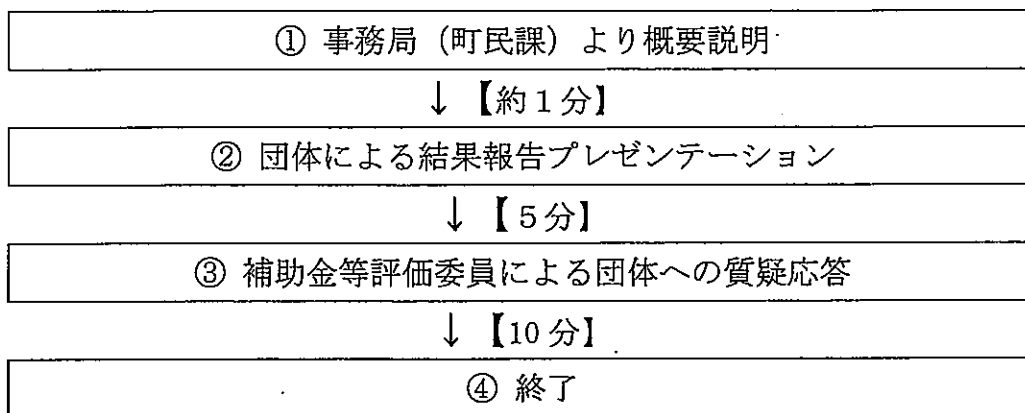 ① 事務局（町民課）より概要説明
↓【約１分】
② 団体による結果報告プレゼンテーション
↓【５分】
③ 補助金等評価委員による団体への質疑応答
↓【10分】
④ 終了